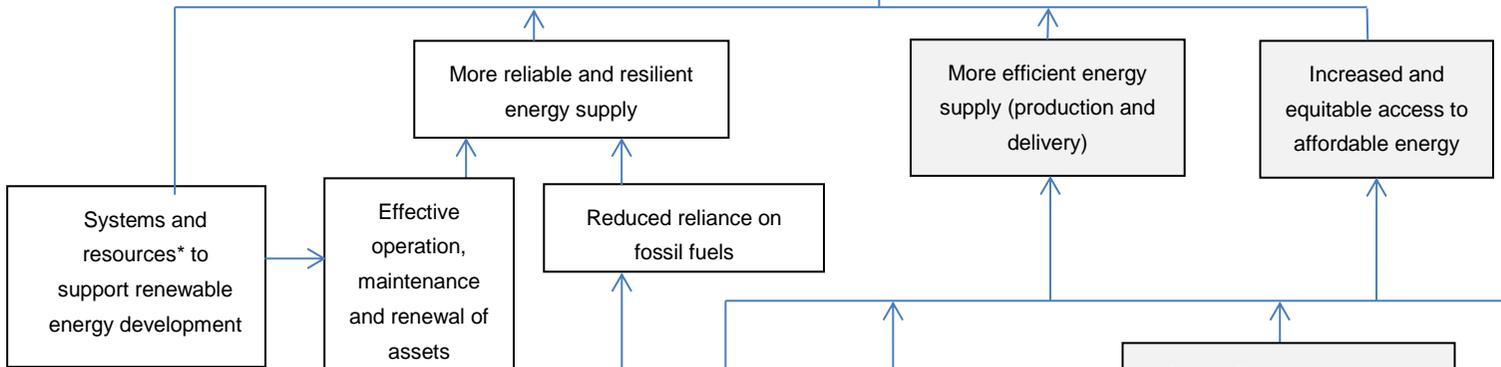 More reliable and resilient
energy supply
More efficient energy
supply (production and
delivery)
Increased and
equitable access to
affordable energy
Systems and
resources* to
support renewable
energy development
Effective
operation,
maintenance
and renewal of
assets
Reduced reliance on
fossil fuels